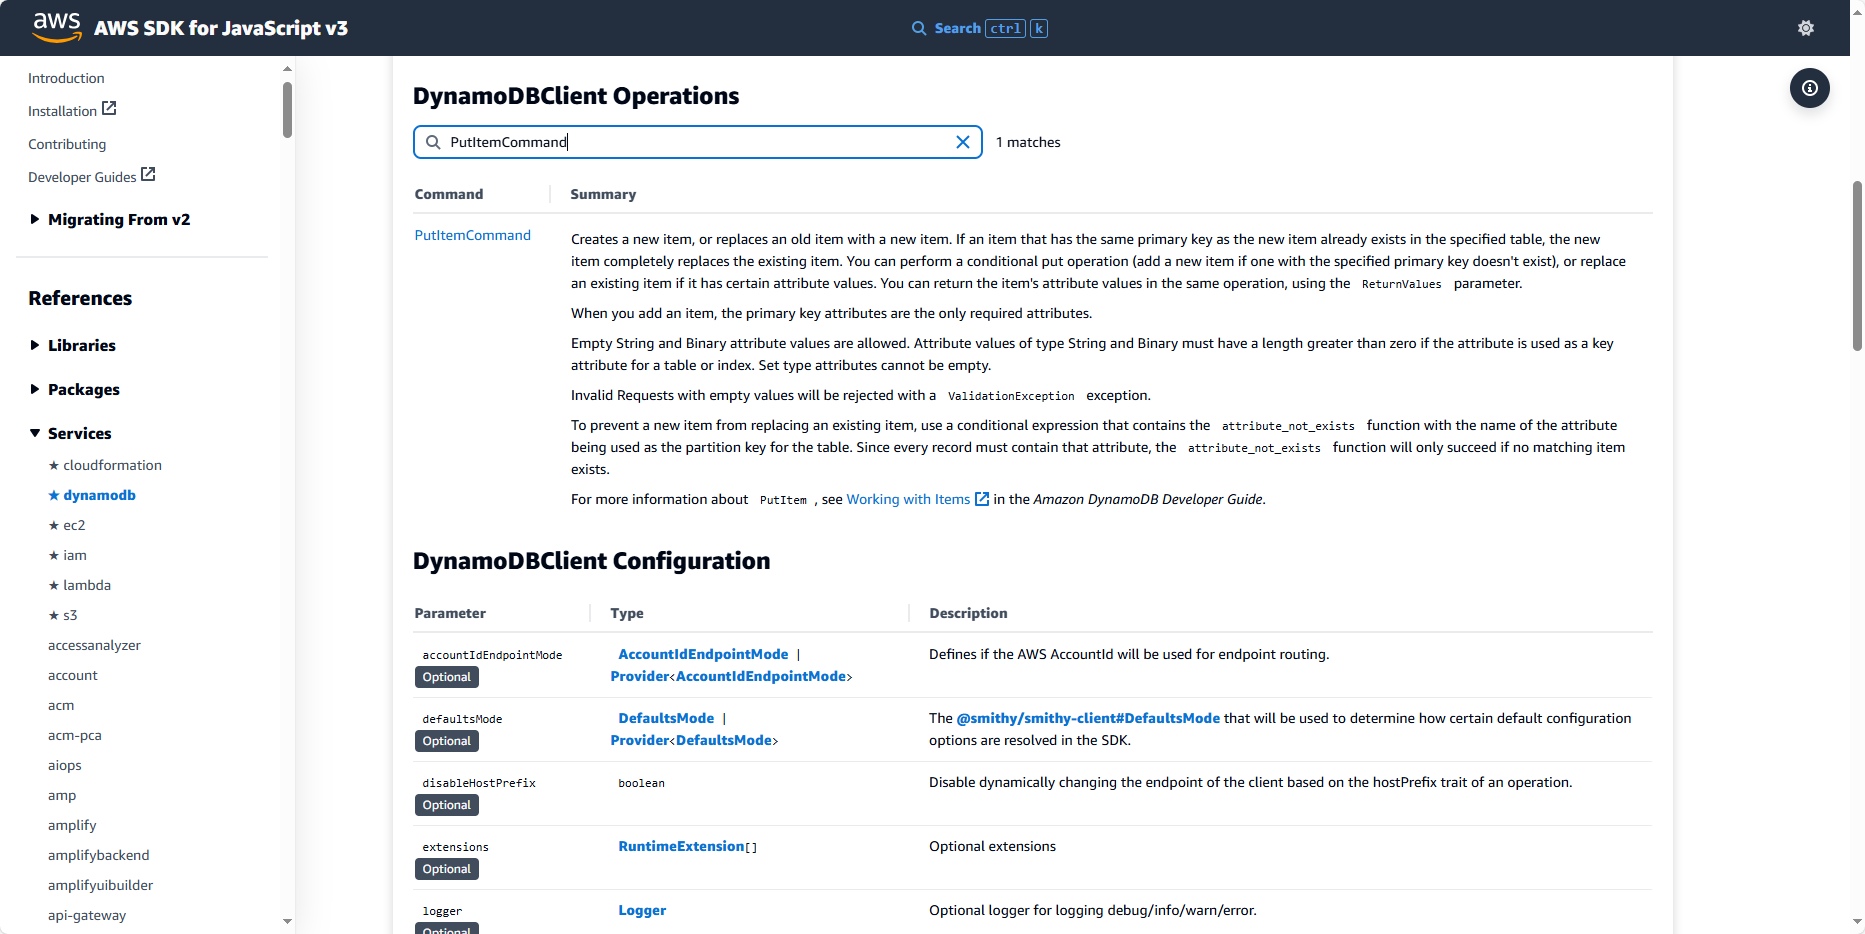 aws AWS SDK for JavaScript v3
Search ctrl k
Introduction
Installation
Contributing
Developer Guides
Migrating From v2
References
Libraries
Packages
Services
★ cloudformation
★ dynamodb
★ ec2
★ iam
★ lambda
★ s3
accessanalyzer
account
acm
acm-pca
aiops
amp
amplify
amplifybackend
amplifyuibuilder
api-gateway
DynamoDBClient Operations
PutItemCommand
1 matches
Command Summary
PutItemCommand
Creates a new item, or replaces an old item with a new item. If an item that has the same primary key as the new item already exists in the specified table, the new
item completely replaces the existing item. You can perform a conditional put operation (add a new item if one with the specified primary key doesn't exist), or replace
an existing item if it has certain attribute values. You can return the item's attribute values in the same operation, using the ReturnValues parameter.
When you add an item, the primary key attributes are the only required attributes.
Empty String and Binary attribute values are allowed. Attribute values of type String and Binary must have a length greater than zero if the attribute is used as a key
attribute for a table or index. Set type attributes cannot be empty.
Invalid Requests with empty values will be rejected with a ValidationException exception.
To prevent a new item from replacing an existing item, use a conditional expression that contains the attribute_not_exists function with the name of the attribute
being used as the partition key for the table. Since every record must contain that attribute, the attribute_not_exists function will only succeed if no matching item
exists.
For more information about PutItem , see Working with Items in the Amazon DynamoDB Developer Guide.
DynamoDBClient Configuration
Parameter Type Description
accountIdEndpointMode AccountIdEndpointMode | Defines if the AWS AccountId will be used for endpoint routing.
Optional Provider<AccountIdEndpointMode>
defaultsMode DefaultsMode | The @smithy/smithy-client#DefaultsMode that will be used to determine how certain default configuration
Optional Provider<DefaultsMode> options are resolved in the SDK.
disableHostPrefix boolean Disable dynamically changing the endpoint of the client based on the hostPrefix trait of an operation.
Optional
extensions RuntimeExtension[] Optional extensions
Optional
logger Logger Optional logger for logging debug/info/warn/error.
Optional